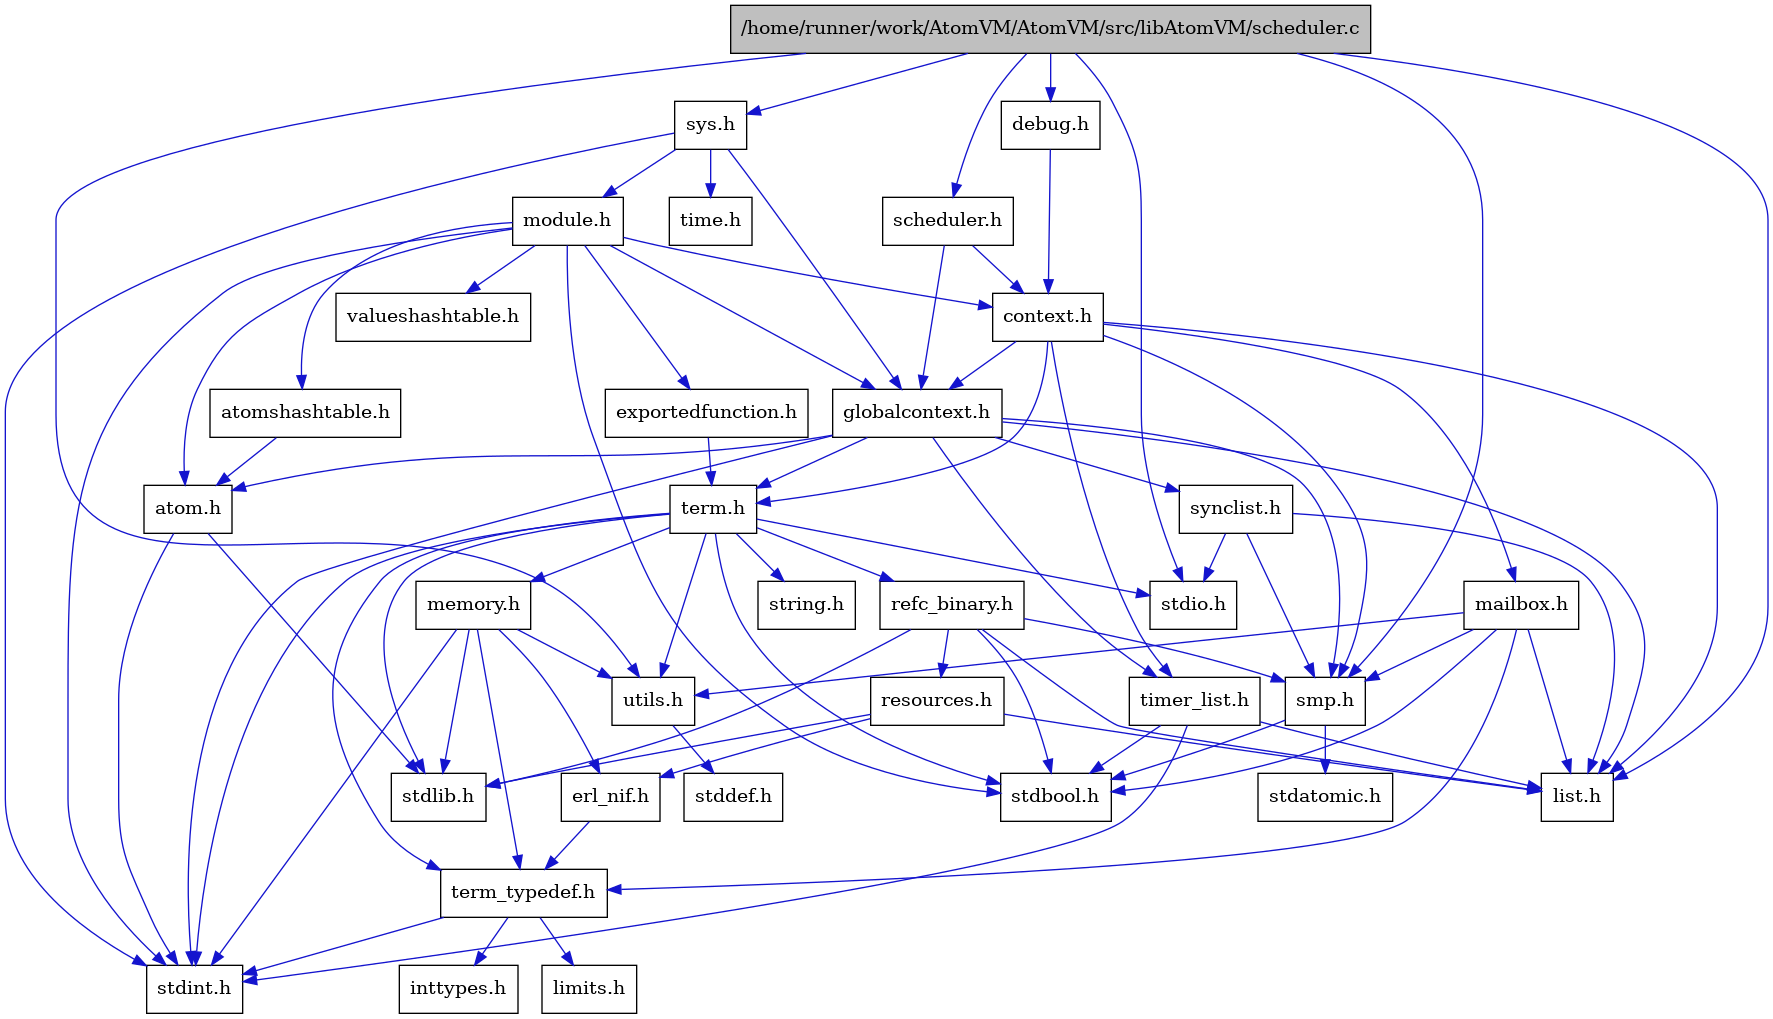 /home/runner/work/AtomVM/AtomVM/src/libAtomVM/scheduler.c
sys.h
debug.h
module.h
time.h
scheduler.h
valueshashtable.h
context.h
atomshashtable.h
exportedfunction.h
globalcontext.h
atom.h
term.h
synclist.h
memory.h
string.h
refc_binary.h
stdio.h
mailbox.h
utils.h
resources.h
timer_list.h
smp.h
stdlib.h
erl_nif.h
stddef.h
stdbool.h
stdatomic.h
list.h
term_typedef.h
stdint.h
inttypes.h
limits.h